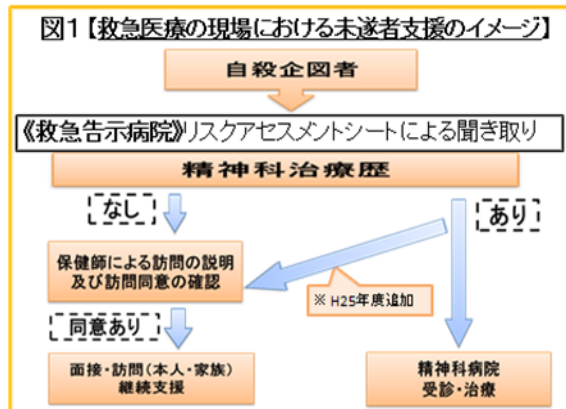 図1【救急医療の現場における未遂者支援のイメージ】
自殺企図者
《救急告示病院》リスクアセスメントシートによる聞き取り
精神科治療歴
なし
あり
保健師による訪問の説明
及び訪問同意の確認
※ H25年度追加
同意あり
面接・訪問(本人・家族)
継続支援
精神科病院
受診・治療